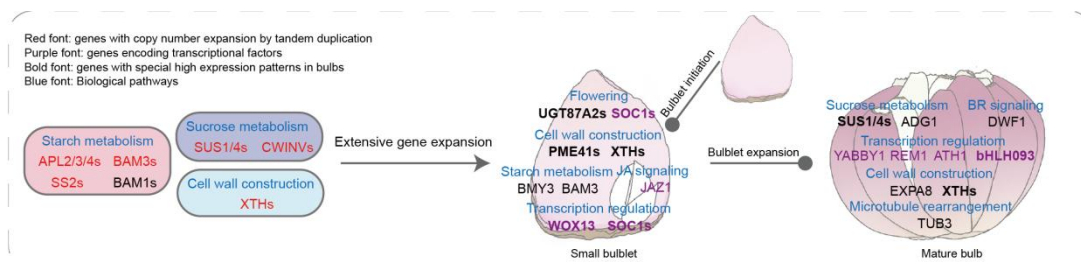 Red font: genes with copy number expansion by tandem duplication
Purple font: genes encoding transcriptional factors
Bold font: genes with special high expression patterns in bulbs
Blue font: Biological pathways
Starch metabolism
APL2/3/4s BAM3s
SS2s BAM1s
Sucrose metabolism
SUS1/4s CWINVs
Cell wall construction
XTHs
Extensive gene expansion
Flowering
UGT87A2s SOC1s
Cell wall construction
PME41s XTHs
Starch metabolism JA signaling
BMY3 BAM3 JAZ1
Transcription regulatiom
WOX13 SOC1s
Small bulblet
Bulblet initiation
Bulblet expansion
Sucrose metabolism BR signaling
SUS1/4s ADG1 DWF1
Transcription regulatiom
YABBY1 REM1 ATH1 bHLH093
Cell wall construction
EXPA8 XTHs
Microtubule rearrangement
TUB3
Mature bulb